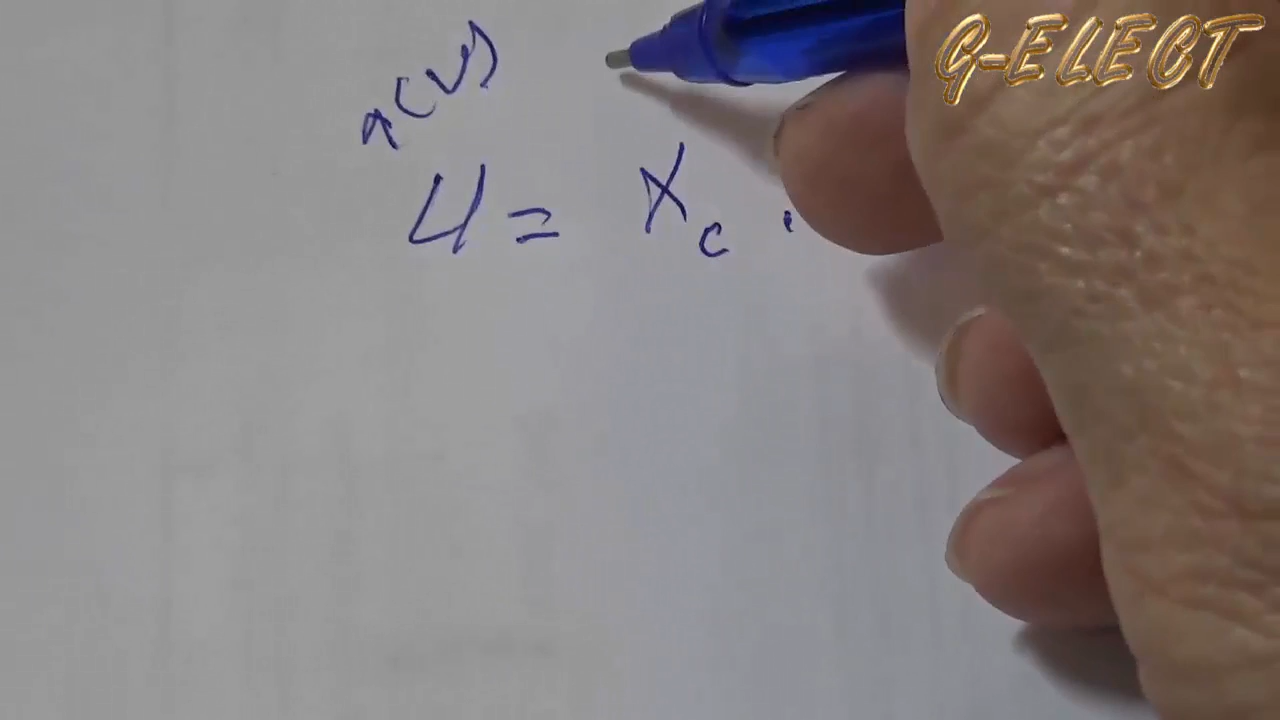 G-ELECT
(V)
U = Xc .